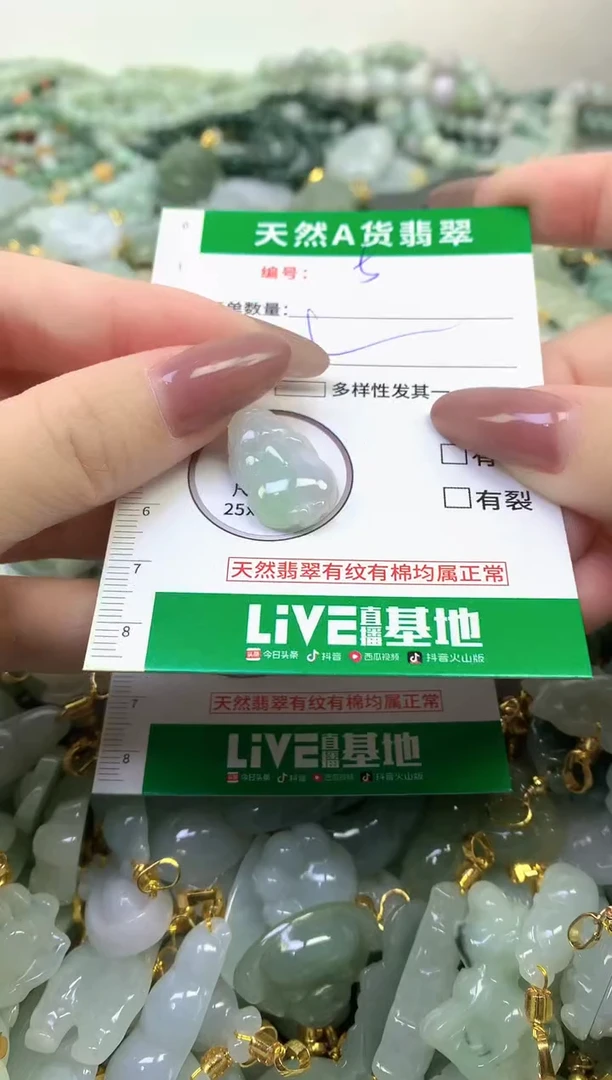 天然A货翡翠
编号： 5
单数量：
多样性发其一
有
有裂
25
天然翡翠有纹有棉均属正常
LiVE直播基地
今日头条 抖音 西瓜视频 抖音火山版
天然翡翠有纹有棉均属正常
LiVE直播基地
今日头条 抖音 西瓜视频 抖音火山版
0
1
6
7
8
7
8